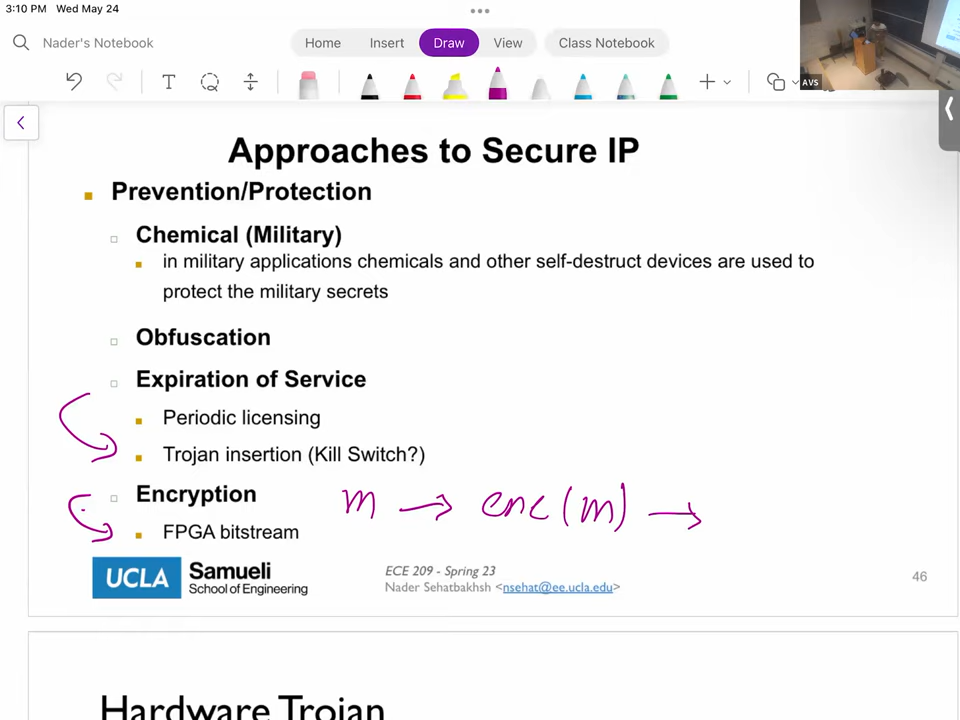 3:10 PM Wed May 24
Nader's Notebook
Home Insert Draw View Class Notebook
T
AVS
Approaches to Secure IP
Prevention/Protection
Chemical (Military)
in military applications chemicals and other self-destruct devices are used to
protect the military secrets
Obfuscation
Expiration of Service
Periodic licensing
Trojan insertion (Kill Switch?)
Encryption
m → enc(m) →
FPGA bitstream
UCLA Samueli
School of Engineering
ECE 209 - Spring 23
Nader Sehatbakhsh <nsehat@ee.ucla.edu>
46
Hardware Trojan